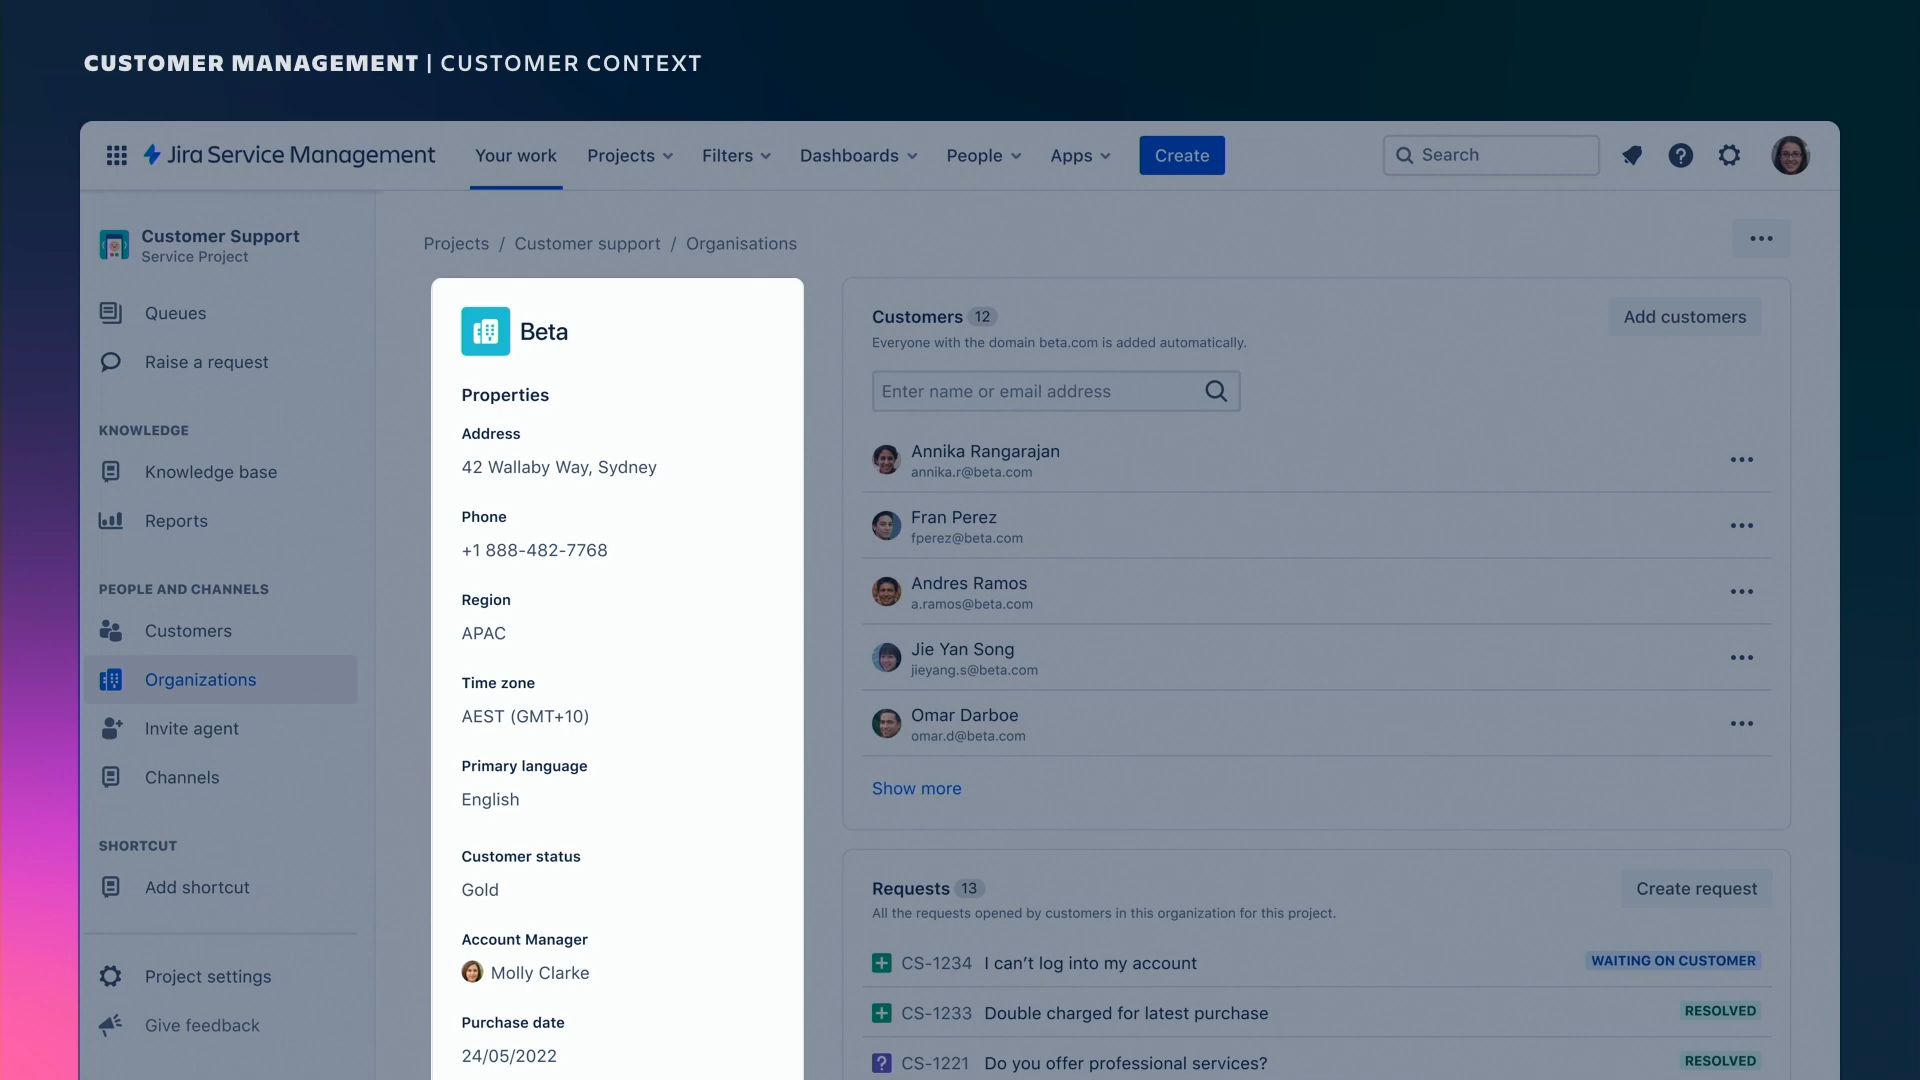 CUSTOMER MANAGEMENT | CUSTOMER CONTEXT
Jira Service Management
Your work
Projects
Filters
Dashboards
People
Apps
Create
Search
Customer Support
Service Project
Queues
Raise a request
KNOWLEDGE
Knowledge base
Reports
PEOPLE AND CHANNELS
Customers
Organizations
Invite agent
Channels
SHORTCUT
Add shortcut
Project settings
Give feedback
Projects / Customer support / Organisations
Beta
Properties
Address
42 Wallaby Way, Sydney
Phone
+1 888-482-7768
Region
APAC
Time zone
AEST (GMT+10)
Primary language
English
Customer status
Gold
Account Manager
Molly Clarke
Purchase date
24/05/2022
Customers 12
Add customers
Everyone with the domain beta.com is added automatically.
Enter name or email address
Annika Rangarajan
annika.r@beta.com
Fran Perez
fperez@beta.com
Andres Ramos
a.ramos@beta.com
Jie Yan Song
jieyang.s@beta.com
Omar Darboe
omar.d@beta.com
Show more
Requests 13
Create request
All the requests opened by customers in this organization for this project.
CS-1234 I can’t log into my account WAITING ON CUSTOMER
CS-1233 Double charged for latest purchase RESOLVED
CS-1221 Do you offer professional services? RESOLVED